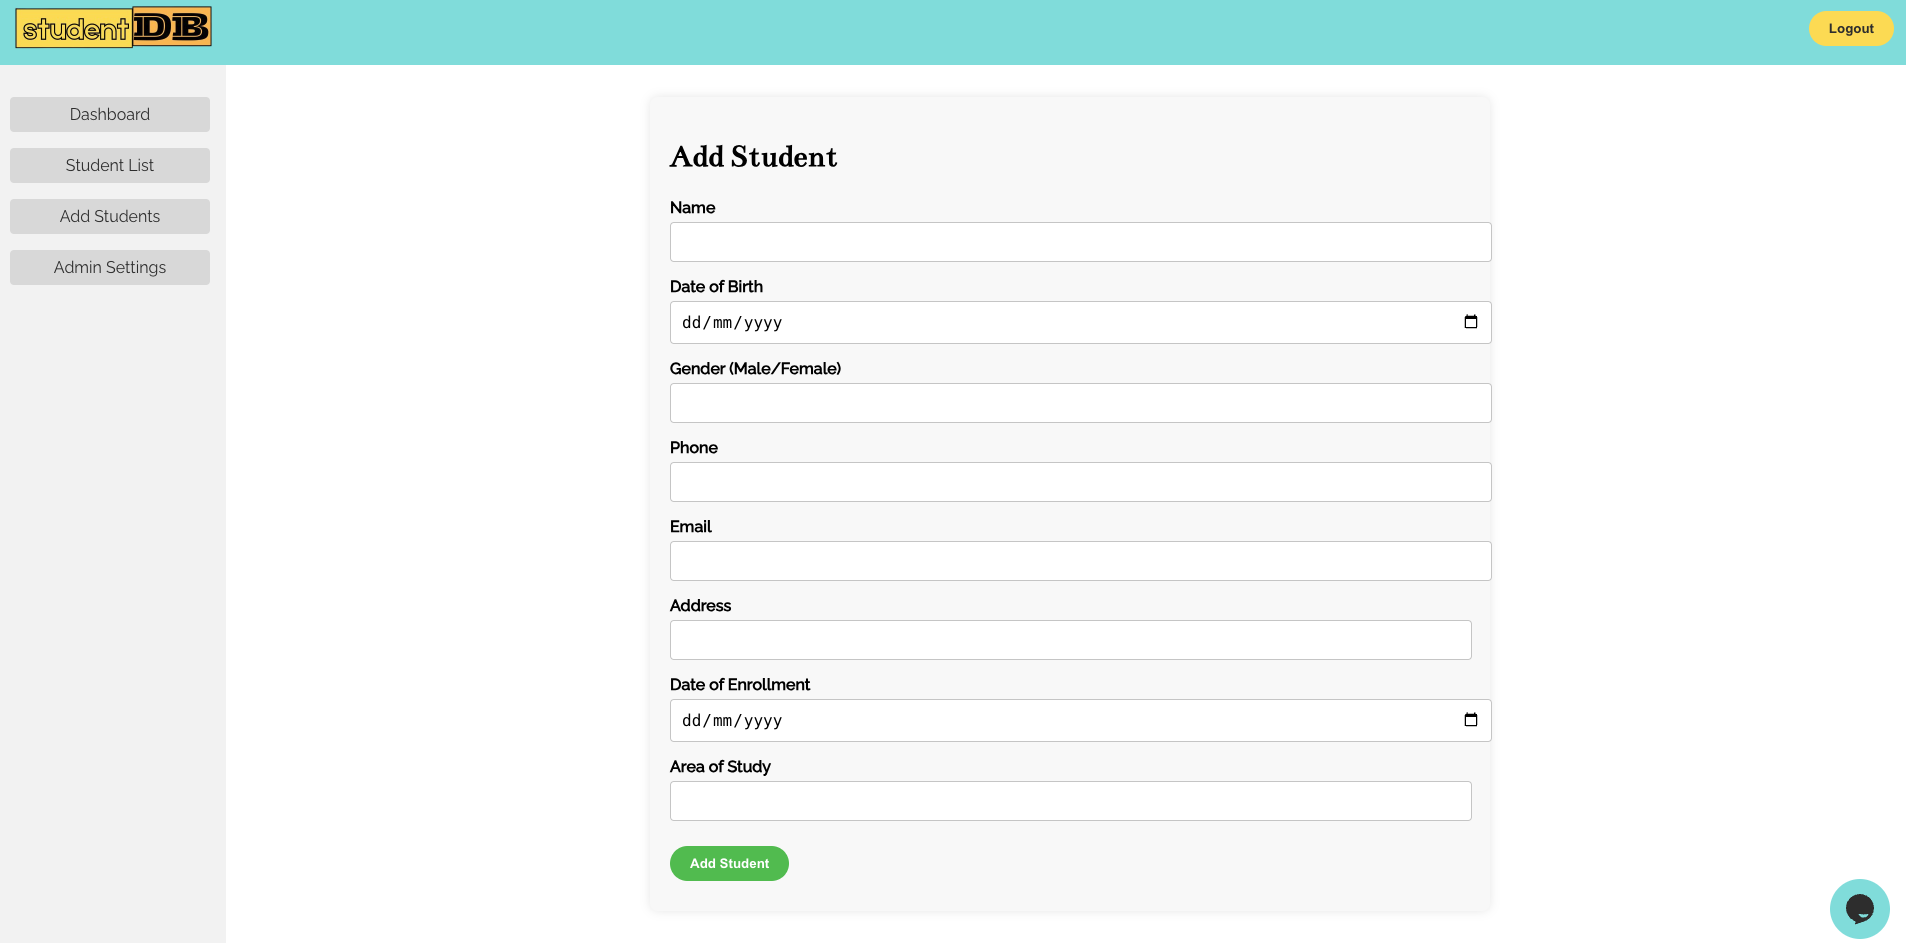 studentDB
Logout
Dashboard
Student List
Add Students
Admin Settings
Add Student
Name
Date of Birth
dd/mm/yyyy
Gender (Male/Female)
Phone
Email
Address
Date of Enrollment
dd/mm/yyyy
Area of Study
Add Student